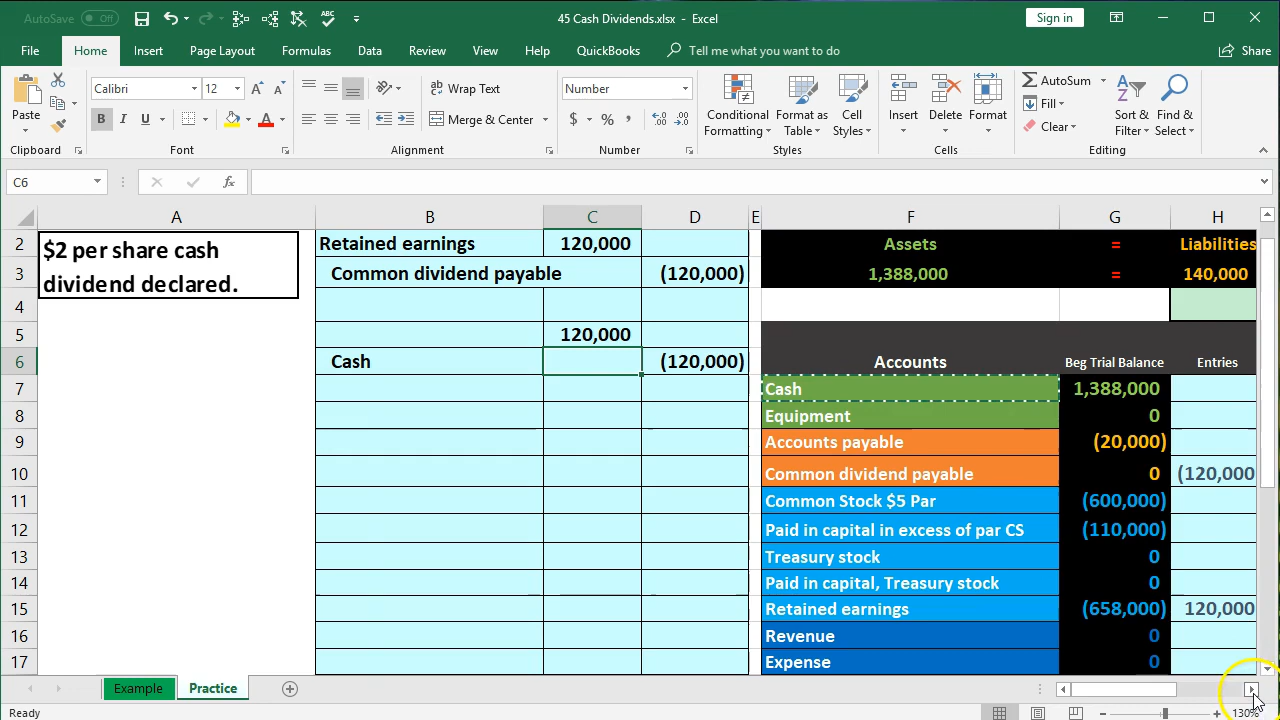 AutoSave Off 45 Cash Dividends.xlsx - Excel Sign in
File Home Insert Page Layout Formulas Data Review View Help QuickBooks Tell me what you want to do Share
Paste Calibri 12 A A Wrap Text Number Conditional Formatting Format as Table Cell Styles Insert Delete Format AutoSum Sort & Filter Find & Select
B I U A Merge & Center $ % , Fill
Clear
Clipboard Font Alignment Number Styles Cells Editing
C6 fx
A B C D E F G H
2 $2 per share cash Retained earnings 120,000 Assets = Liabilities
3 dividend declared. Common dividend payable (120,000) 1,388,000 = 140,000
4
5 120,000
6 Cash (120,000) Accounts Beg Trial Balance Entries
7 Cash 1,388,000
8 Equipment 0
9 Accounts payable (20,000)
10 Common dividend payable 0 (120,000
11 Common Stock $5 Par (600,000)
12 Paid in capital in excess of par CS (110,000)
13 Treasury stock 0
14 Paid in capital, Treasury stock 0
15 Retained earnings (658,000) 120,000
16 Revenue 0
17 Expense 0
Example Practice
Ready 130%